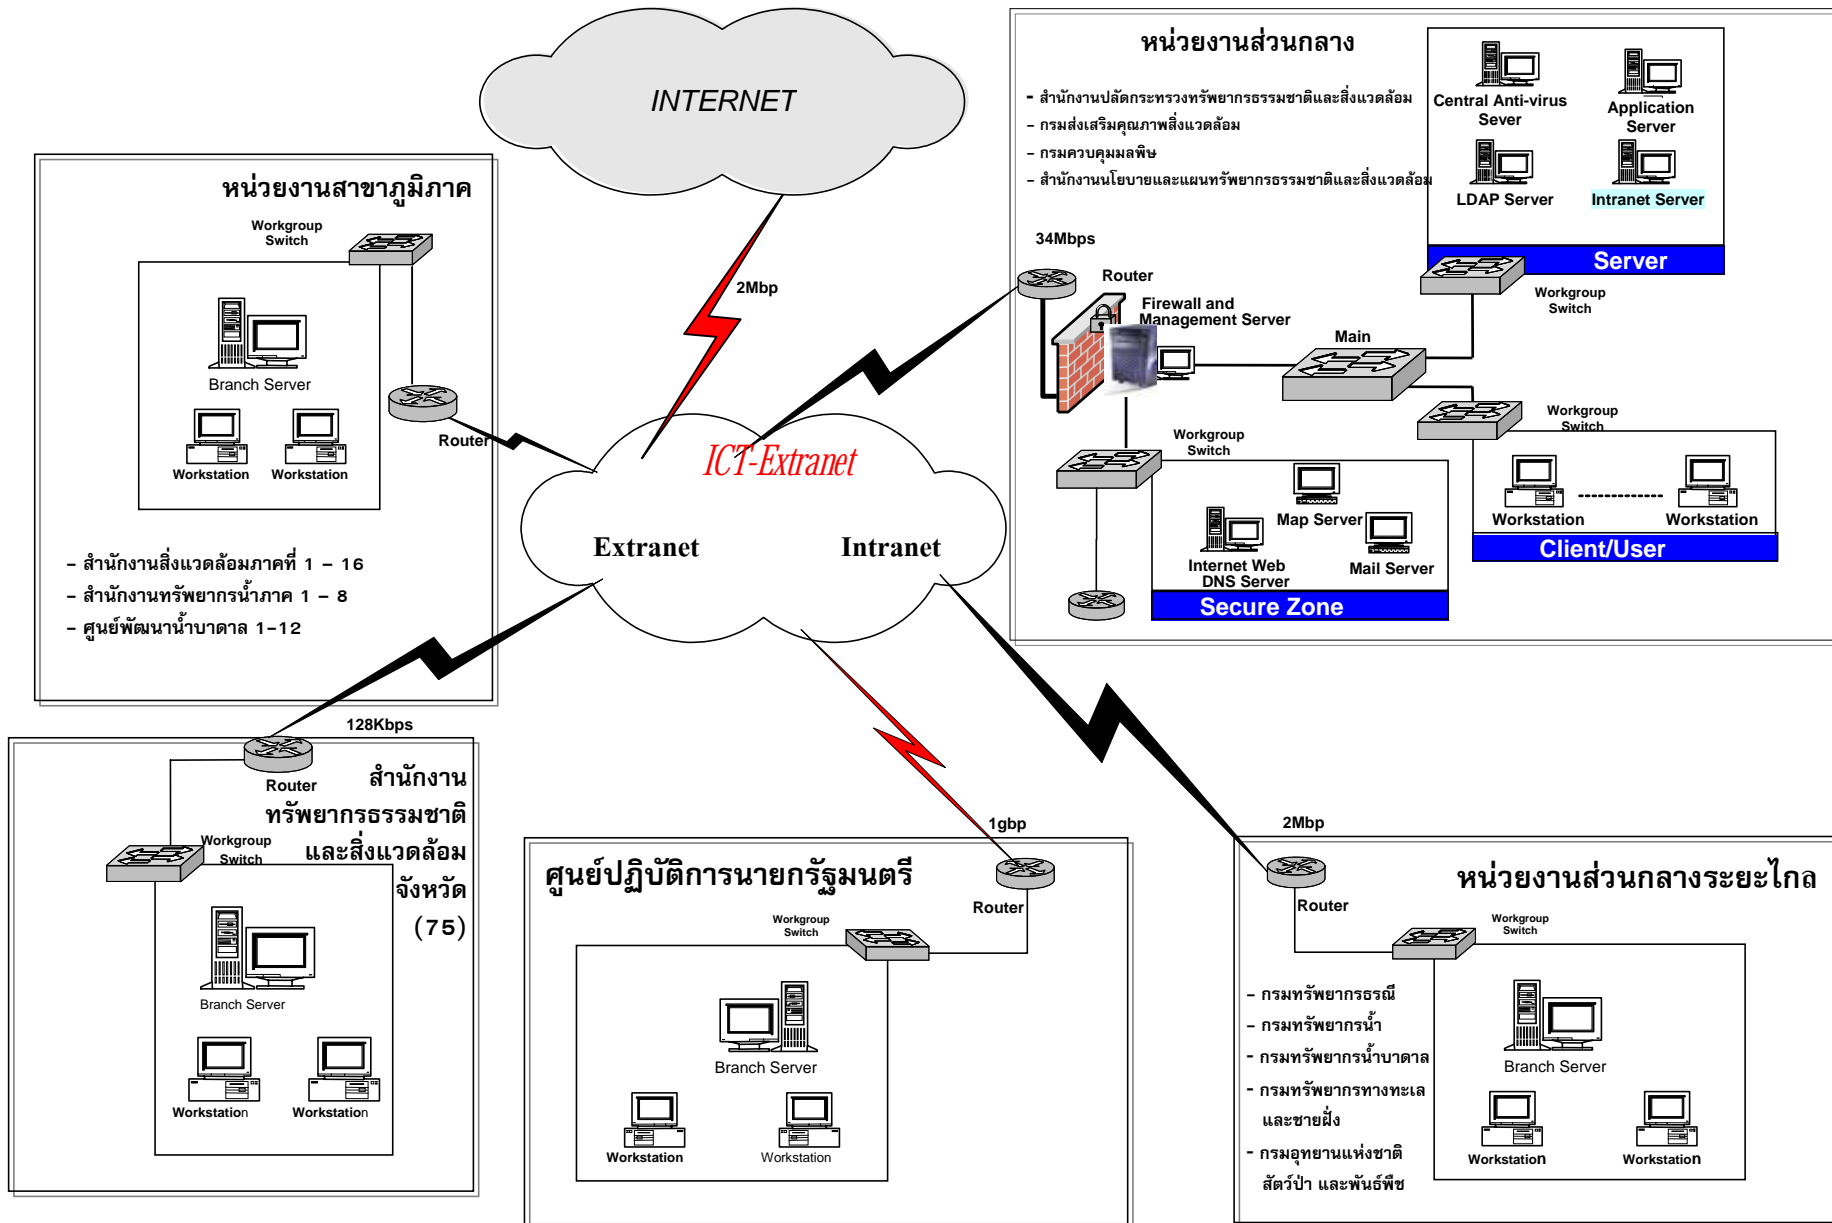 INTERNET
หน่วยงานส่วนกลาง
- สำนักงานปลัดกระทรวงทรัพยากรธรรมชาติและสิ่งแวดล้อม
- กรมส่งเสริมคุณภาพสิ่งแวดล้อม
- กรมควบคุมมลพิษ
- สำนักงานนโยบายและแผนทรัพยากรธรรมชาติและสิ่งแวดล้อม
Central Anti-virus
Sever
Application
Server
LDAP Server
Intranet Server
Server
Workgroup
Switch
34Mbps
Router
Firewall and
Management Server
Main
Workgroup
Switch
Workgroup
Switch
Map Server
Internet Web
DNS Server
Mail Server
Secure Zone
Workstation
Workstation
Client/User
หน่วยงานสาขาภูมิภาค
Workgroup
Switch
Branch Server
Router
Workstation
Workstation
- สำนักงานสิ่งแวดล้อมภาคที่ 1 - 16
- สำนักงานทรัพยากรน้ำภาค 1 - 8
- ศูนย์พัฒนาน้ำบาดาล 1-12
2Mbp
ICT-Extranet
Extranet
Intranet
128Kbps
Router
สำนักงาน
ทรัพยากรธรรมชาติ
และสิ่งแวดล้อม
จังหวัด
(75)
Workgroup
Switch
Branch Server
Workstation
Workstation
1gbp
ศูนย์ปฏิบัติการนายกรัฐมนตรี
Router
Workgroup
Switch
Branch Server
Workstation
Workstation
2Mbp
หน่วยงานส่วนกลางระยะไกล
Router
Workgroup
Switch
- กรมทรัพยากรธรณี
- กรมทรัพยากรน้ำ
- กรมทรัพยากรน้ำบาดาล
- กรมทรัพยากรทางทะเล
และชายฝั่ง
- กรมอุทยานแห่งชาติ
สัตว์ป่า และพันธ์พืช
Branch Server
Workstation
Workstation